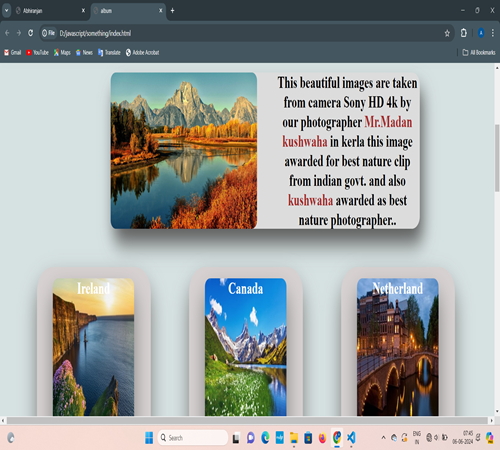 Abhiranjan
album
File D:/javascript/something/index.html
Gmail YouTube Maps News Translate Adobe Acrobat All Bookmarks
This beautiful images are taken
from camera Sony HD 4k by
our photographer Mr.Madan
kushwaha in kerla this image
awarded for best nature clip
from indian govt. and also
kushwaha awarded as best
nature photographer..
Ireland Canada Netherland
Search
ENG
IN
07:45
06-06-2024